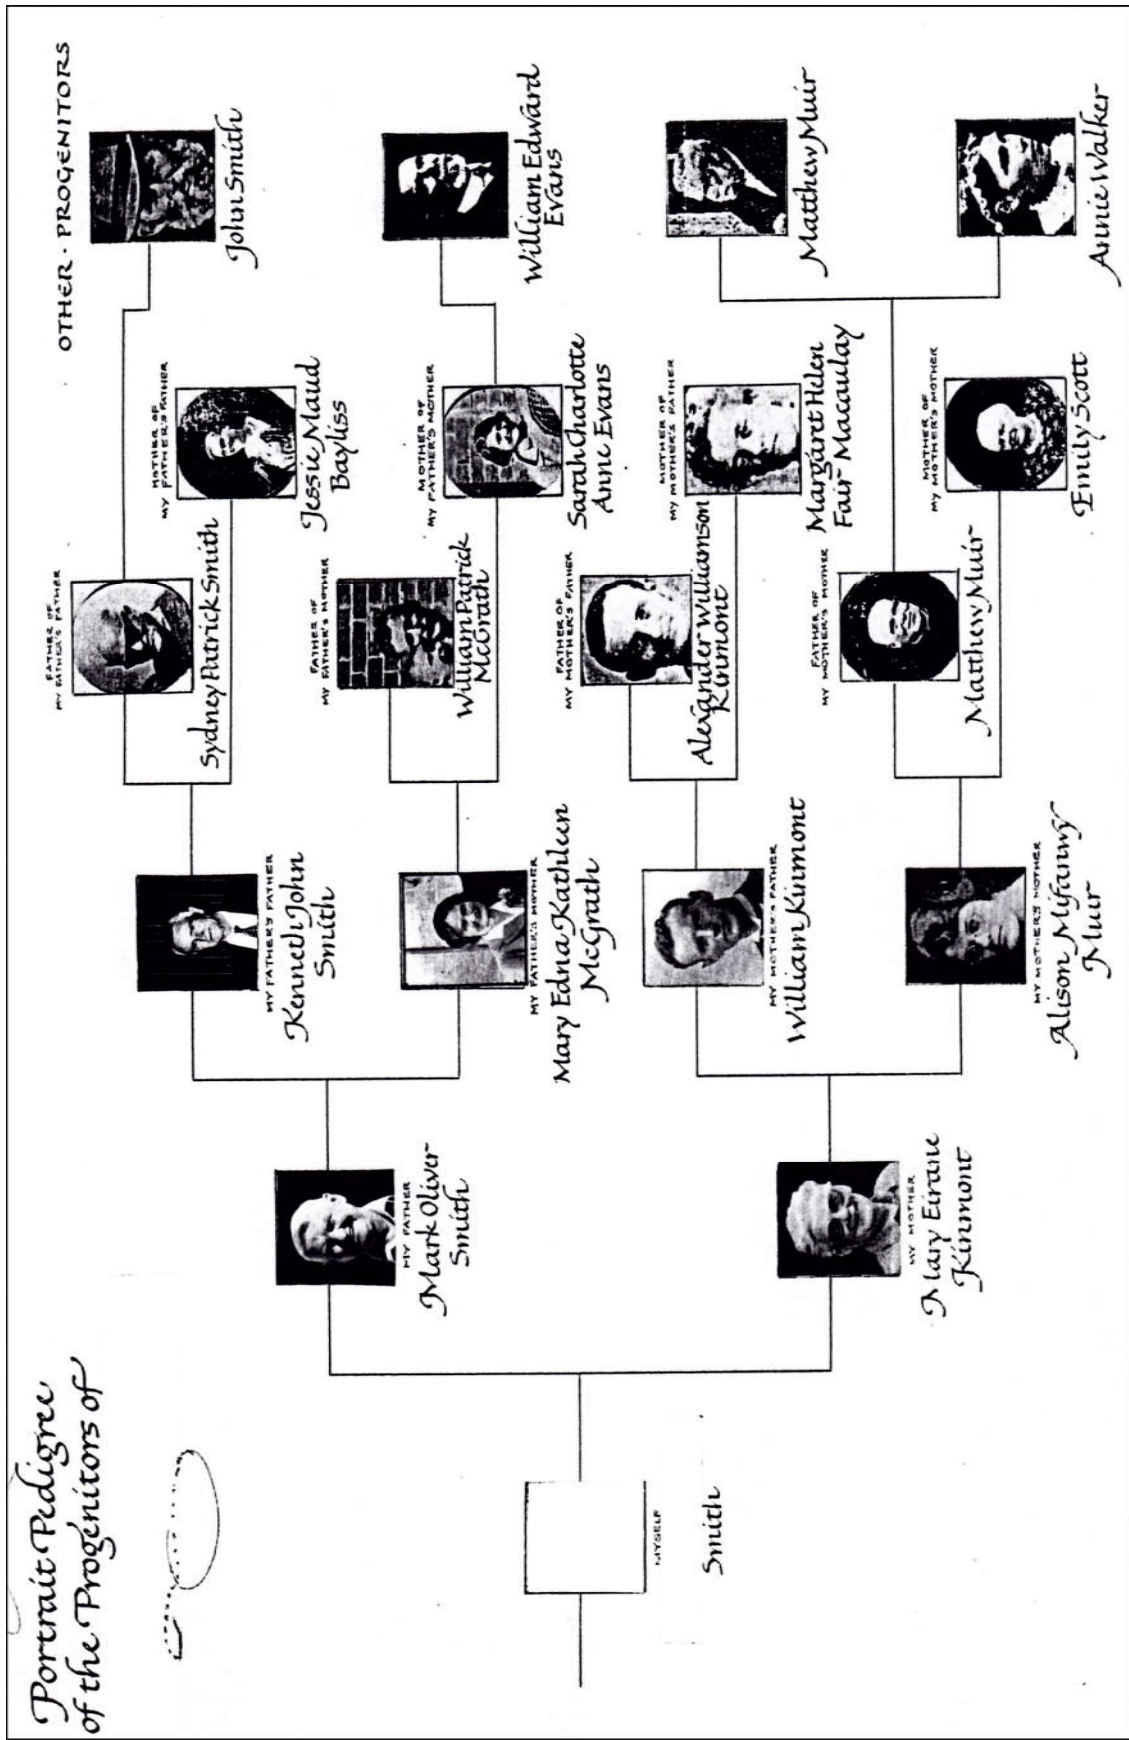 Portrait Pedigree
of the Progenitors of
OTHER · PROGENITORS
MYSELF
Smith
MY FATHER
Mark Oliver
Smith
MY MOTHER
Mary Eirane
Kinmont
MY FATHER'S FATHER
Kenneth John
Smith
MY FATHER'S MOTHER
Mary Edna Kathleen
McGrath
MY MOTHER'S FATHER
William Kinmont
MY MOTHER'S MOTHER
Alison Mifanwy
Muir
FATHER OF
MY FATHER'S FATHER
Sydney Patrick Smith
MOTHER OF
MY FATHER'S FATHER
Jessie Maud
Bayliss
FATHER OF
MY FATHER'S MOTHER
William Patrick
McGrath
MOTHER OF
MY FATHER'S MOTHER
Sarah Charlotte
Anne Evans
FATHER OF
MY MOTHER'S FATHER
Alexander Williamson
Kinmont
MOTHER OF
MY MOTHER'S FATHER
Margaret Helen
Fair Macaulay
FATHER OF
MY MOTHER'S MOTHER
Matthew Muir
MOTHER OF
MY MOTHER'S MOTHER
Emily Scott
John Smith
William Edward
Evans
Matthew Muir
Annie Walker